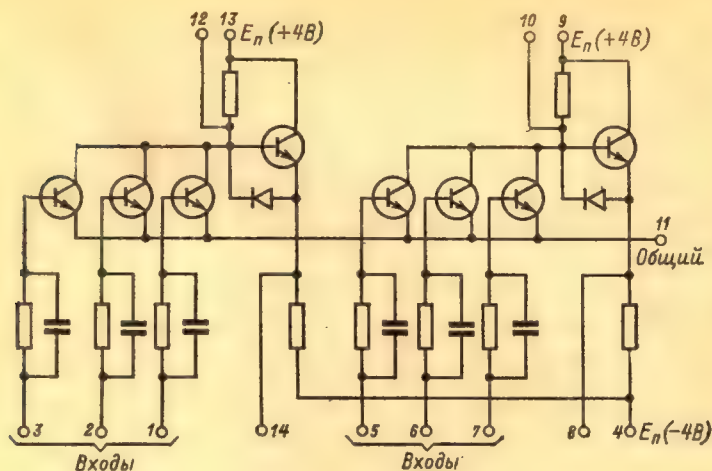 12 13 Eп (+4В) 10 9 Eп (+4В)
11
Общий
3 2 1 14 5 6 7 8 4 Eп(-4В)
Входы Входы